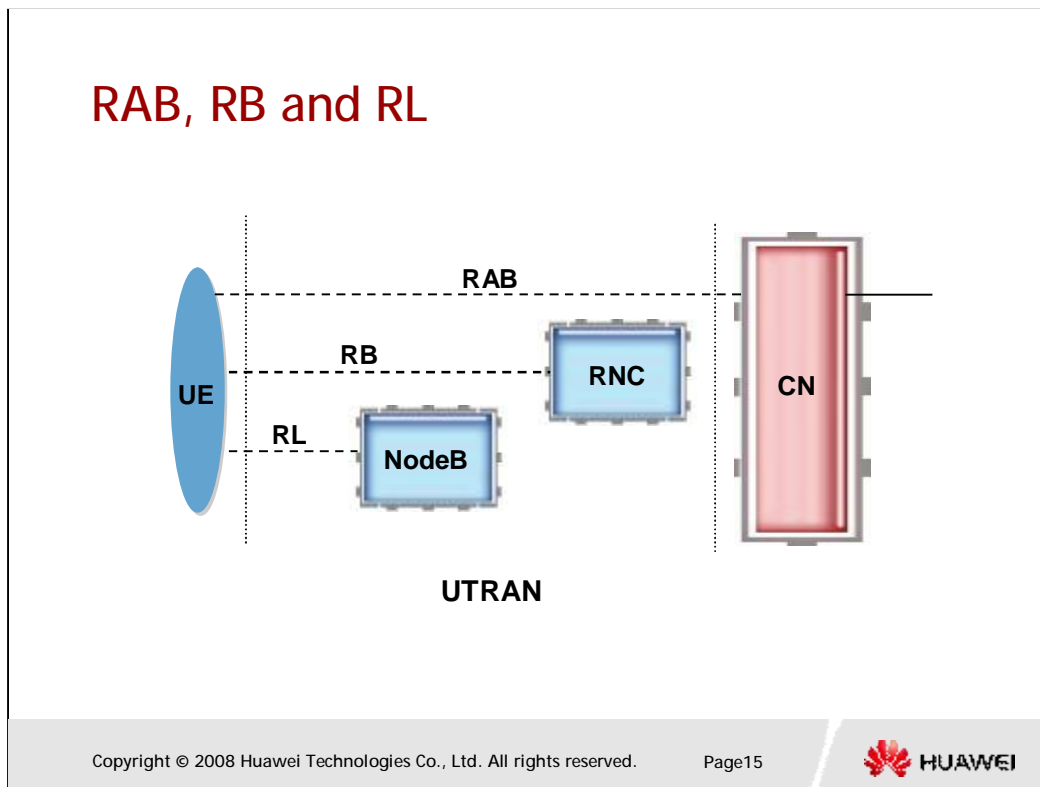 RAB, RB and RL
RAB
RB
RNC
UE
CN
RL
NodeB
UTRAN
Copyright © 2008 Huawei Technologies Co., Ltd. All rights reserved.
Page15
HUAWEI